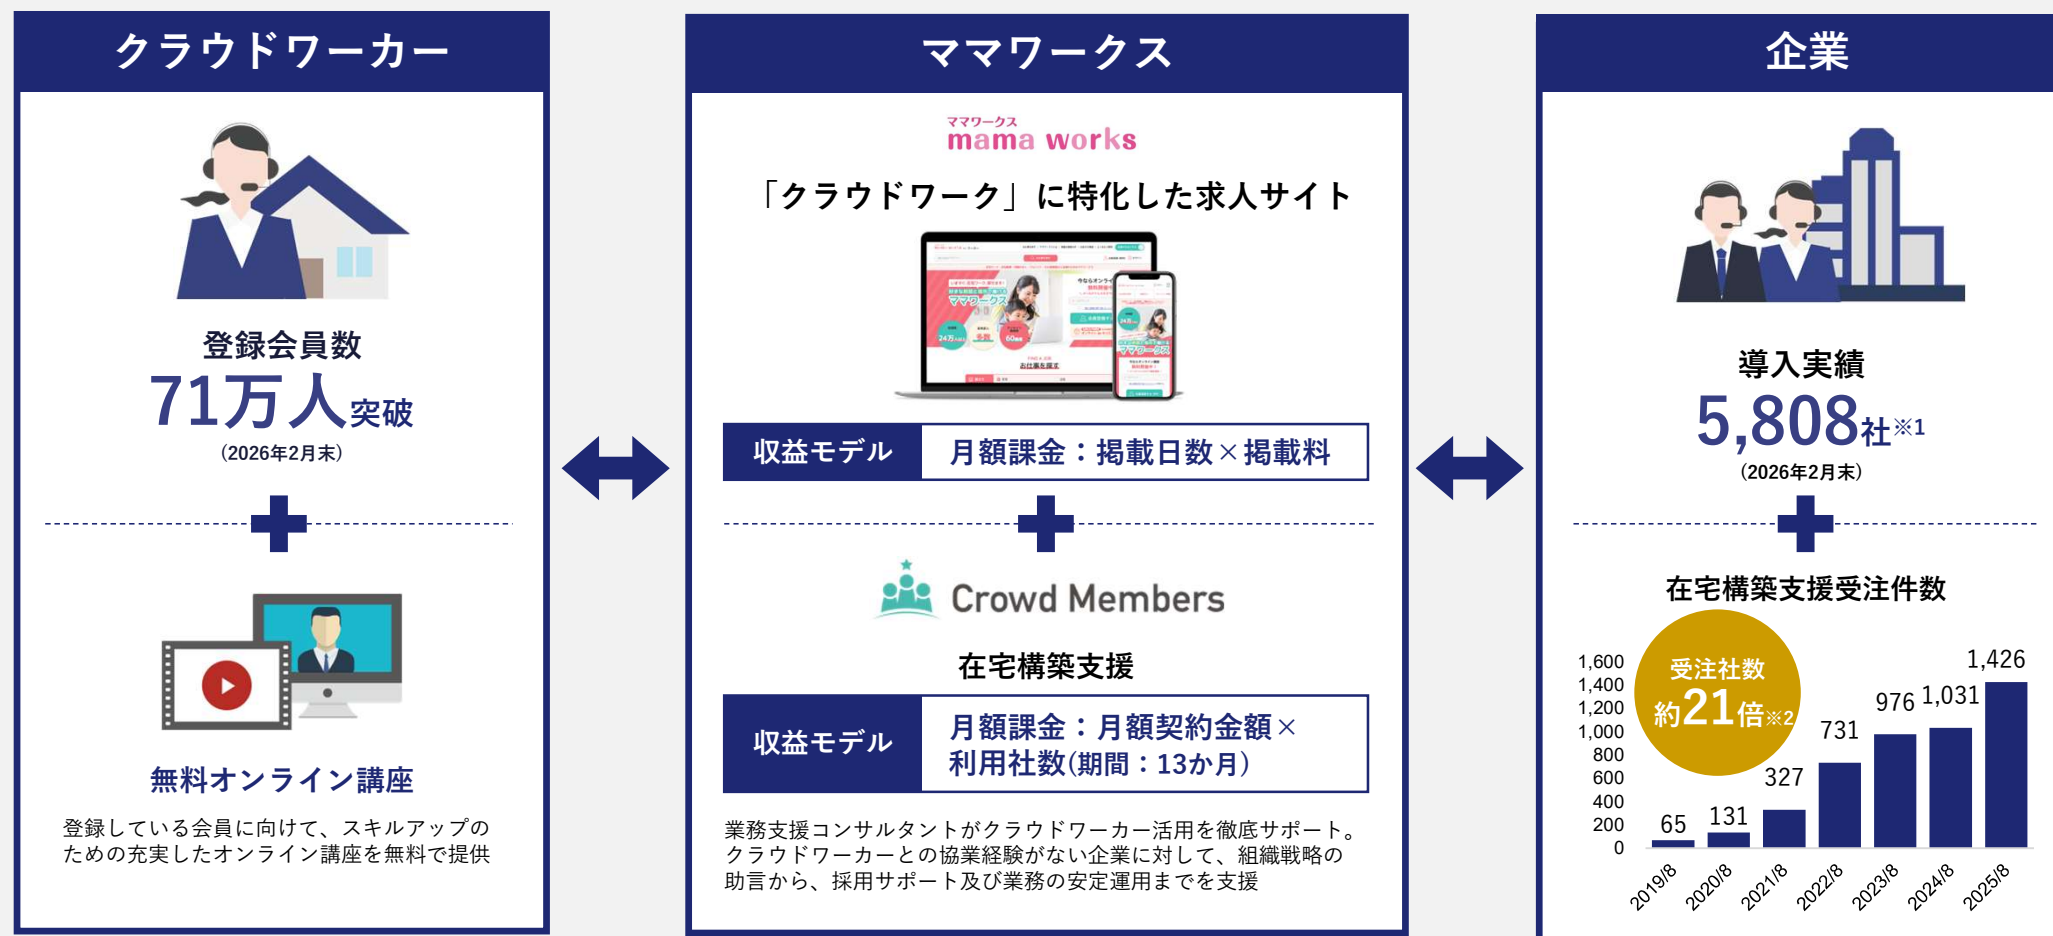 クラウドワーカー
登録会員数
71万人突破
(2026年2月末)
無料オンライン講座
登録している会員に向けて、スキルアップの
ための充実したオンライン講座を無料で提供
ママワークス
ママワークス
mama works
「クラウドワーク」に特化した求人サイト
ママワークス
お仕事を探す
収益モデル
月額課金：掲載日数×掲載料
Crowd Members
在宅構築支援
収益モデル
月額課金：月額契約金額×
利用社数(期間：13か月)
業務支援コンサルタントがクラウドワーカー活用を徹底サポート。
クラウドワーカーとの協業経験がない企業に対して、組織戦略の
助言から、採用サポート及び業務の安定運用までを支援
企業
導入実績
5,808社※1
(2026年2月末)
在宅構築支援受注件数
受注社数
約21倍※2
1,600
1,400
1,200
1,000
800
600
400
200
0
65
131
327
731
976
1,031
1,426
2019/8
2020/8
2021/8
2022/8
2023/8
2024/8
2025/8